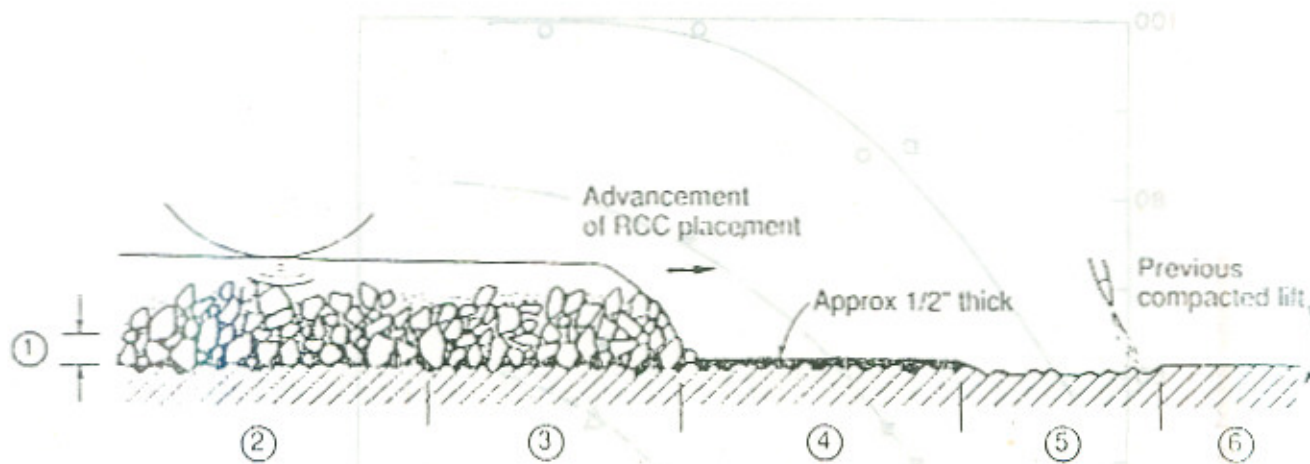 Advancement
of RCC placement
Approx 1/2" thick
Previous
compacted lift
1
2
3
4
5
6